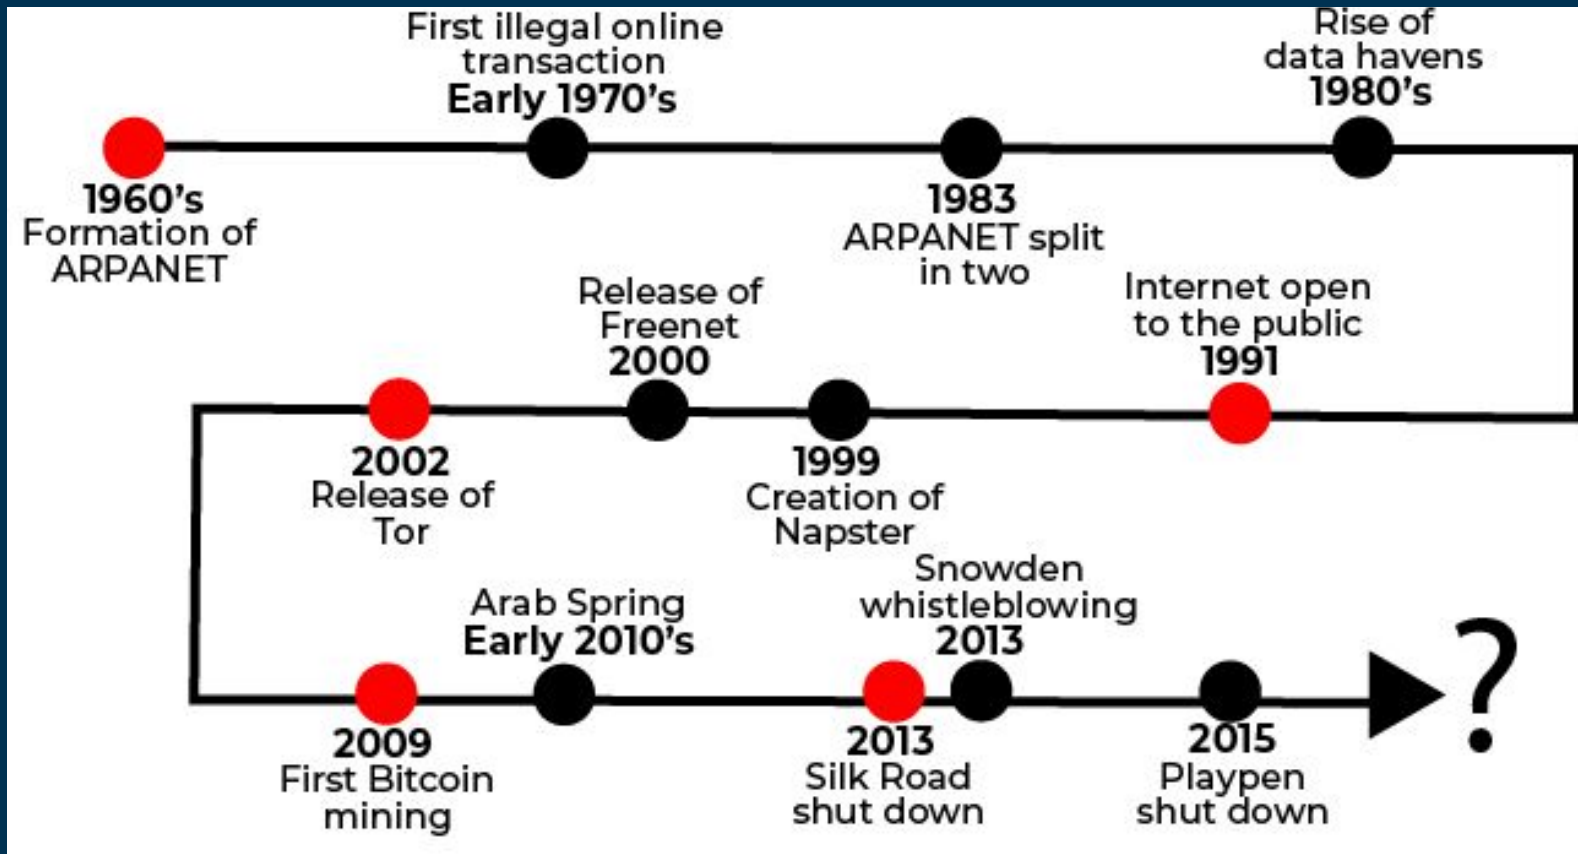 First illegal online
transaction
Early 1970's
Rise of
data havens
1980's
1960's
Formation of
ARPANET
1983
ARPANET split
in two
Release of
Freenet
2000
Internet open
to the public
1991
2002
Release of
Tor
1999
Creation of
Napster
Arab Spring
Early 2010's
Snowden
whistleblowing
2013
?
2009
First Bitcoin
mining
2013
Silk Road
shut down
2015
Playpen
shut down